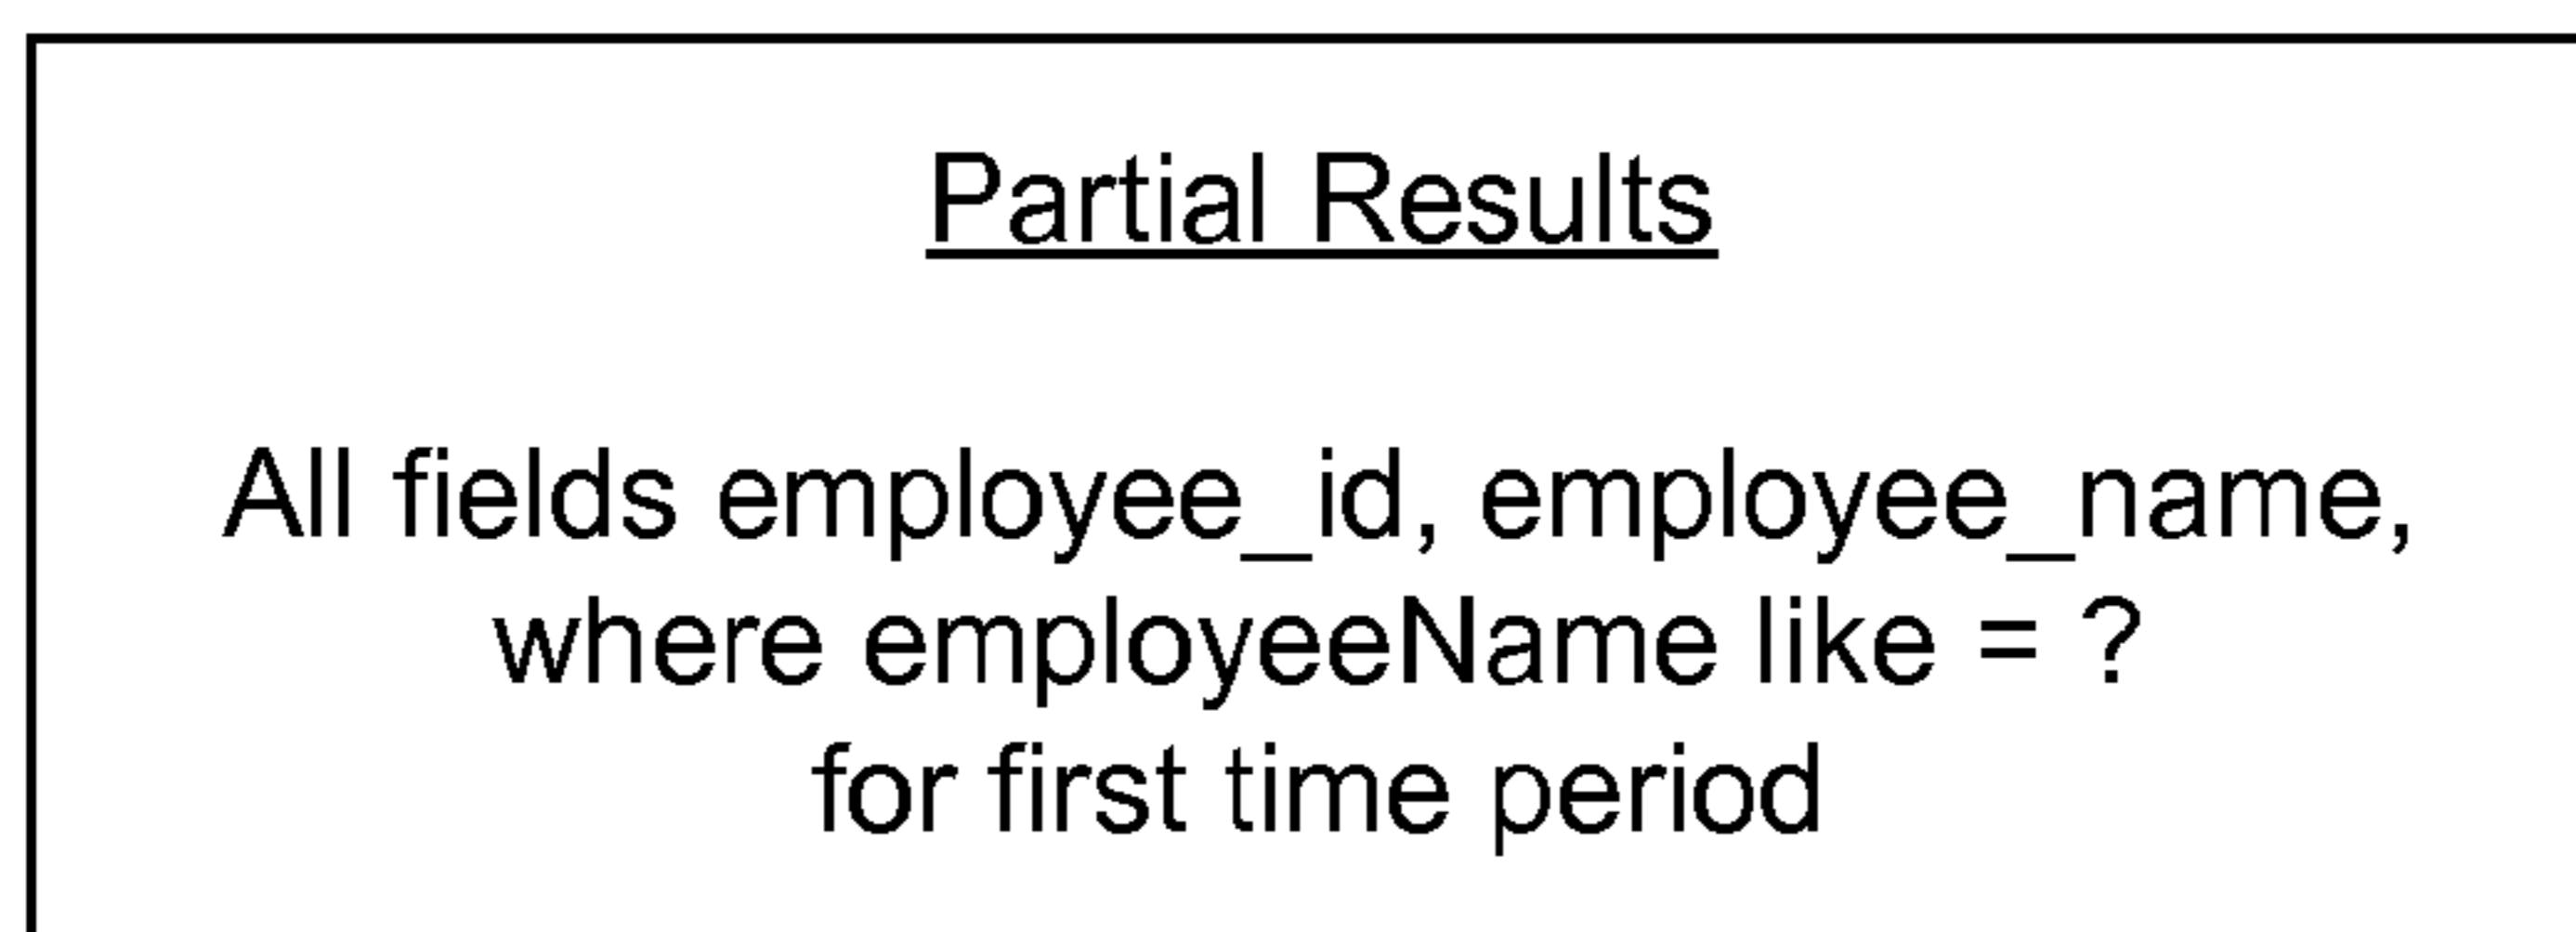 Partial Results
All fields employee_id, employee_name,
where employeeName like = ?
for first time period